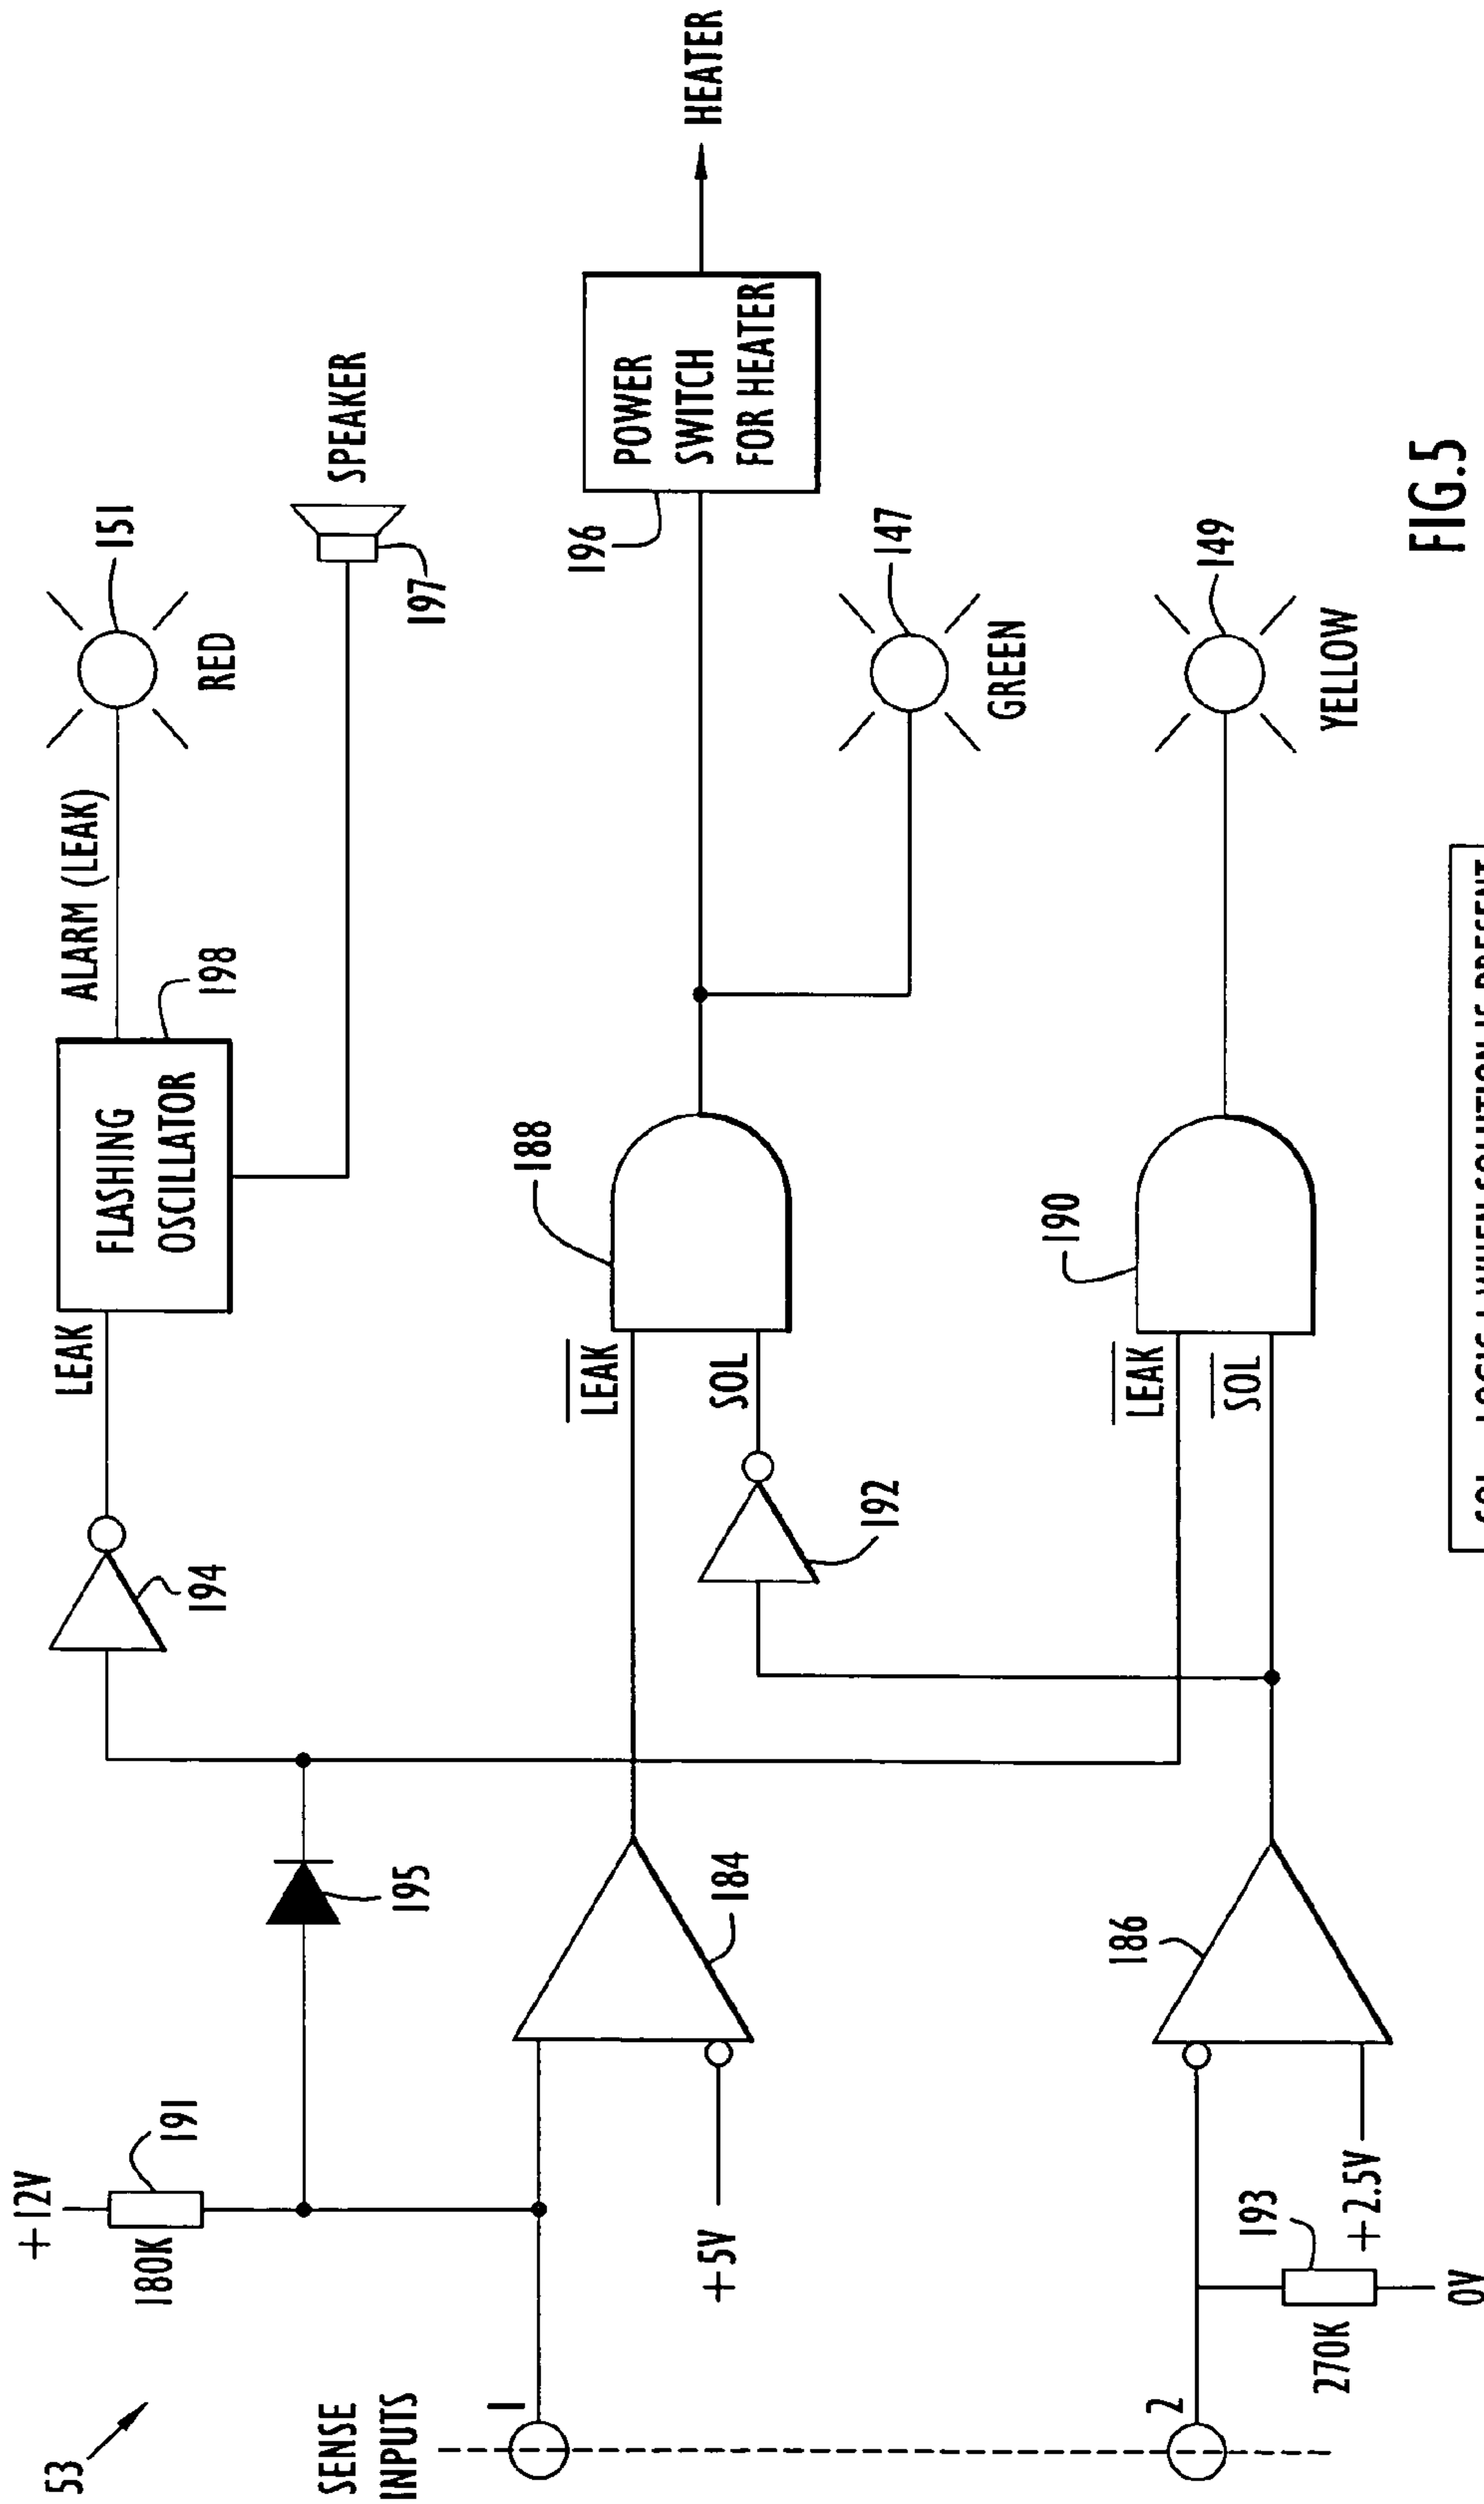 53
+12V
180K
191
SENSE
INPUTS
1
2
195
194
LEAK
FLASHING
OSCILLATOR
198
ALARM (LEAK)
RED
151
SPEAKER
197
+5V
184
LEAK
SOL
192
188
POWER
SWITCH
FOR HEATER
196
HEATER
GREEN
147
270K
193
+2.5V
0V
186
LEAK
SOL
190
YELLOW
149
FIG.5